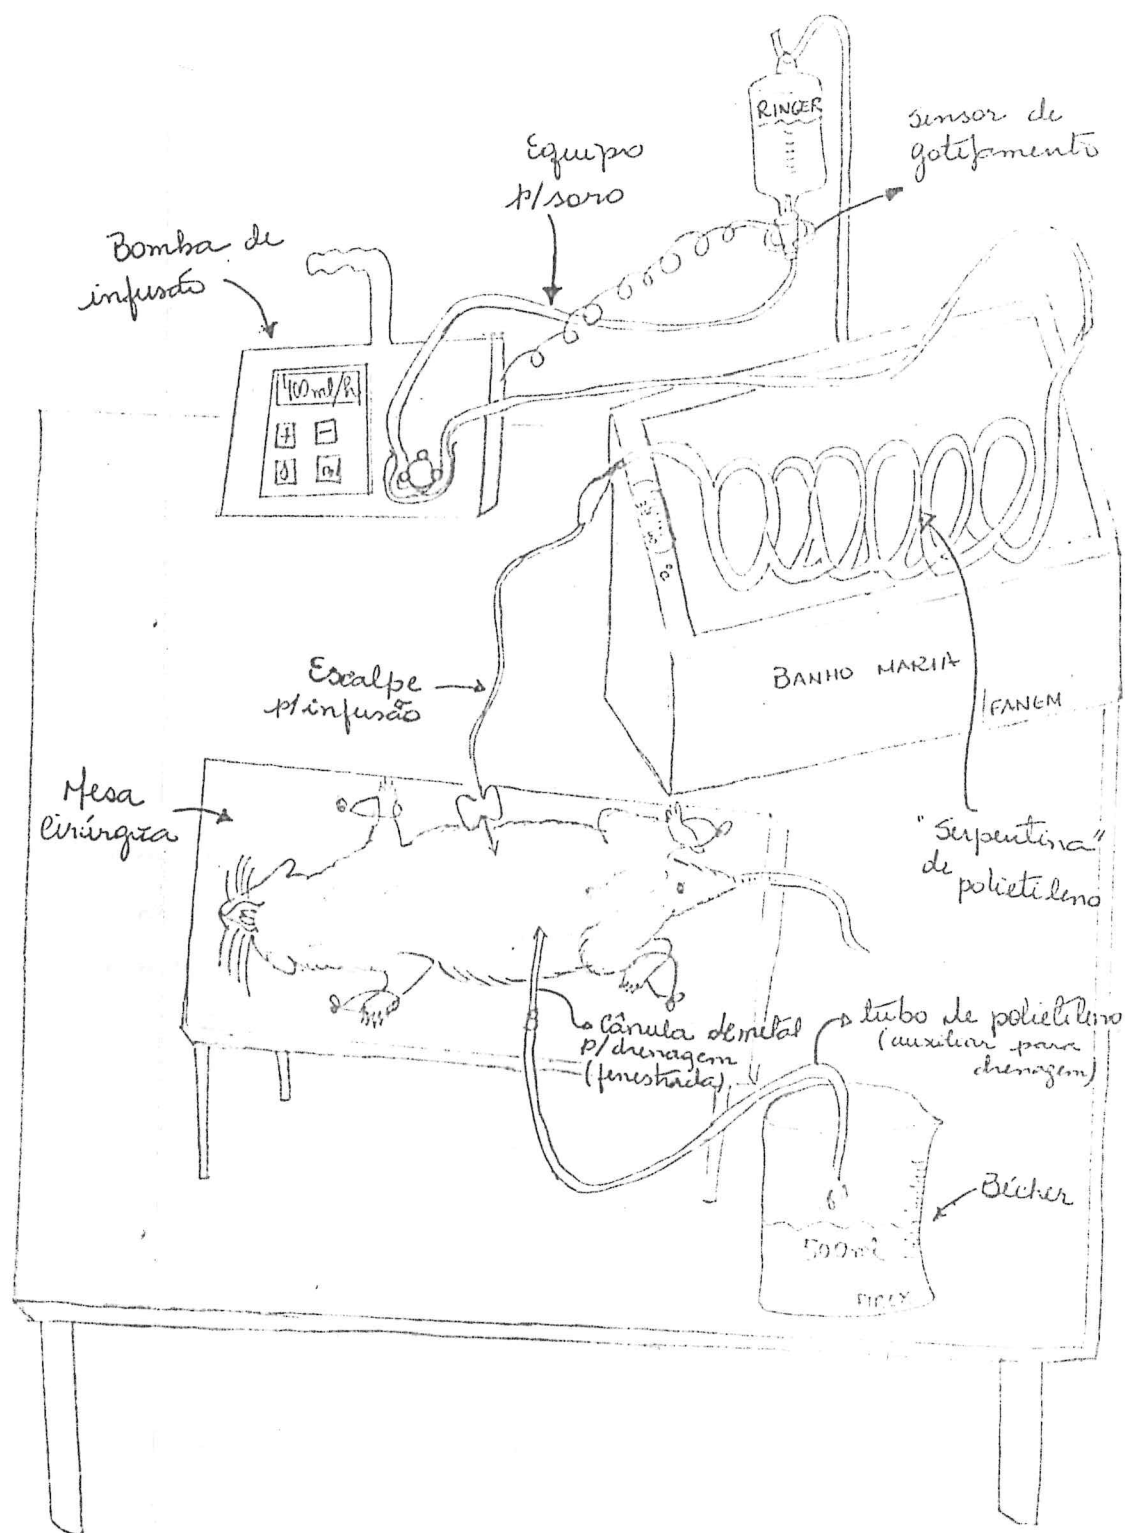 RINGER
sensor de
gotejamento
Equipo
p/soro
Bomba de
infusão
400ml/h
+
-
BANHO MARIA
FANEM
Escalpe
p/infusão
Mesa
Cirúrgica
"Serpentina"
de
polietileno
Cânula de metal
p/drenagem
(fenestrada)
tubo de polietileno
(auxiliar para
drenagem)
Bécher
500ml
PIREX